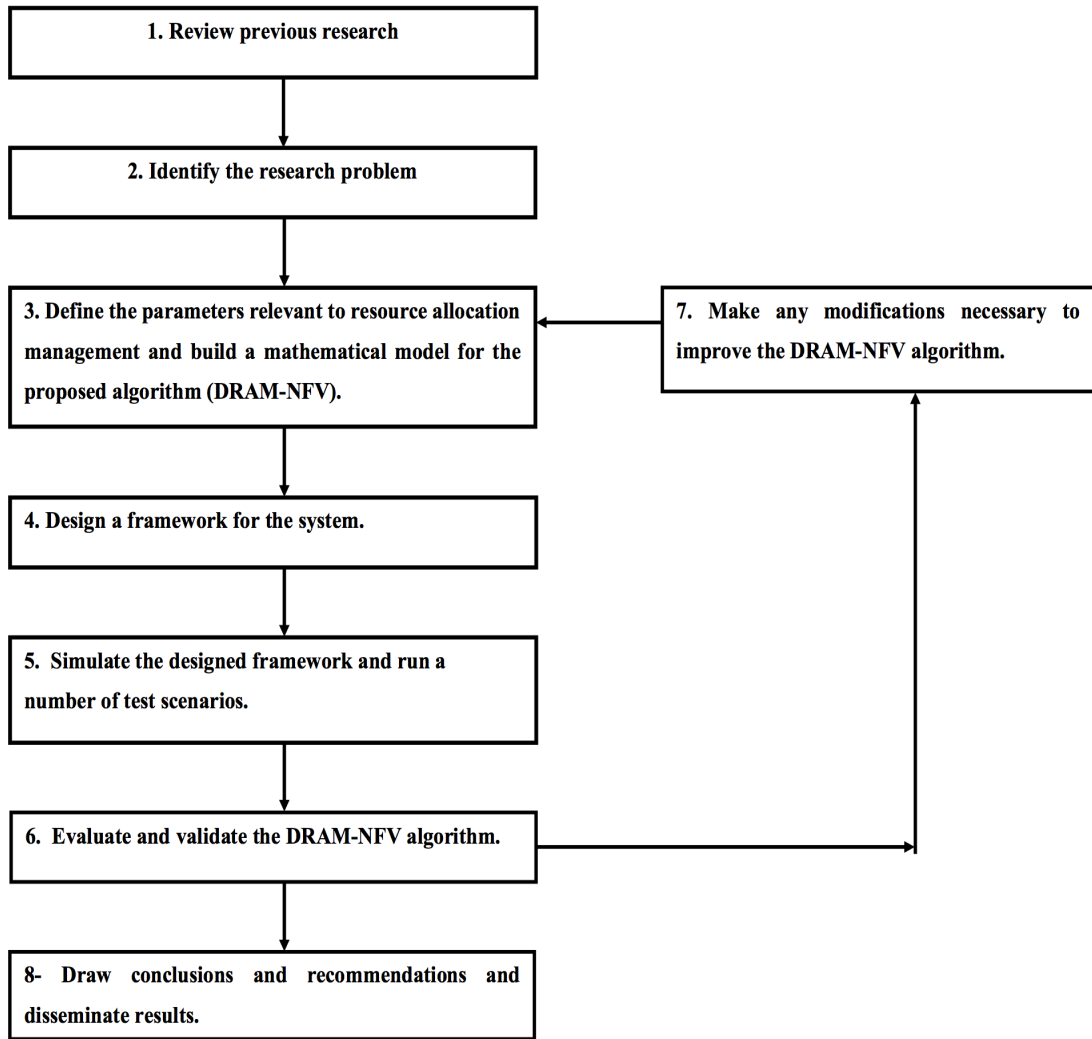 1. Review previous research
2. Identify the research problem
3. Define the parameters relevant to resource allocation
management and build a mathematical model for the
proposed algorithm (DRAM-NFV).
7. Make any modifications necessary to
improve the DRAM-NFV algorithm.
4. Design a framework for the system.
5. Simulate the designed framework and run a
number of test scenarios.
6. Evaluate and validate the DRAM-NFV algorithm.
8- Draw conclusions and recommendations and
disseminate results.